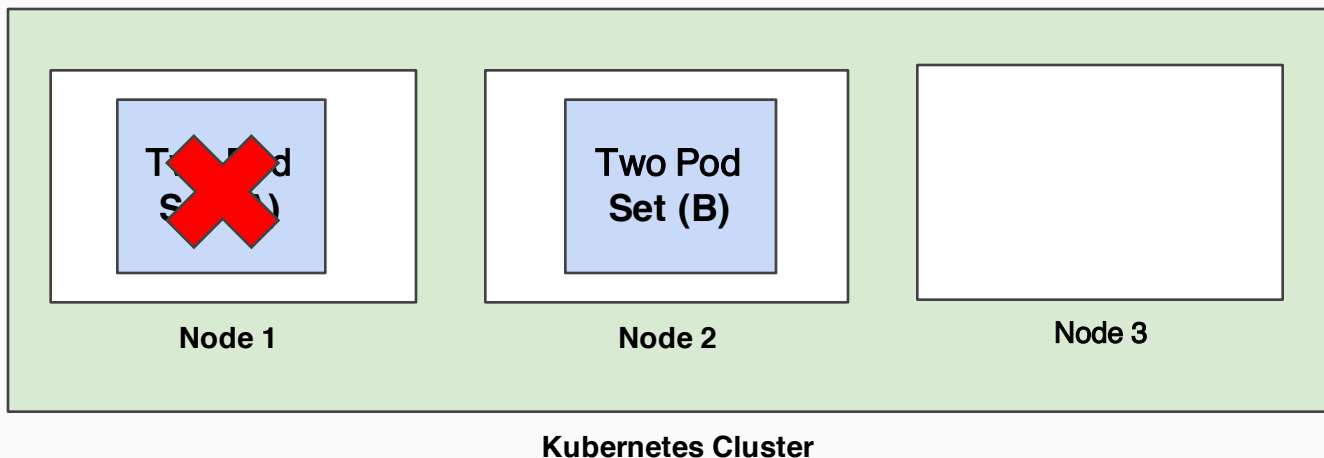 Two Pod
Set (B)
Node 1
Node 2
Node 3
Kubernetes Cluster